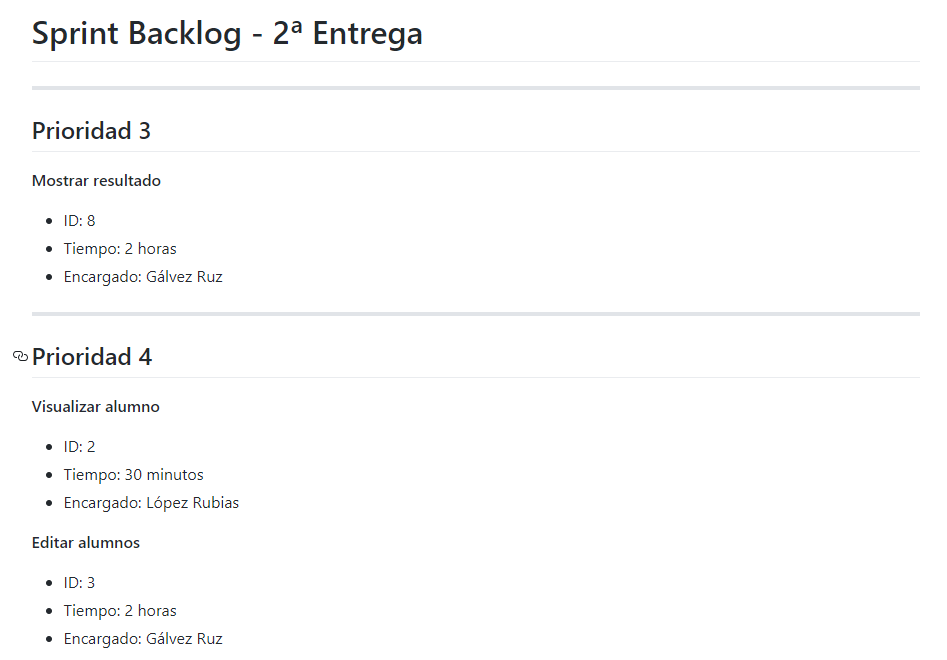 Sprint Backlog - 2ª Entrega
Prioridad 3
Mostrar resultado
ID: 8
Tiempo: 2 horas
Encargado: Gálvez Ruz
Prioridad 4
Visualizar alumno
ID: 2
Tiempo: 30 minutos
Encargado: López Rubias
Editar alumnos
ID: 3
Tiempo: 2 horas
Encargado: Gálvez Ruz